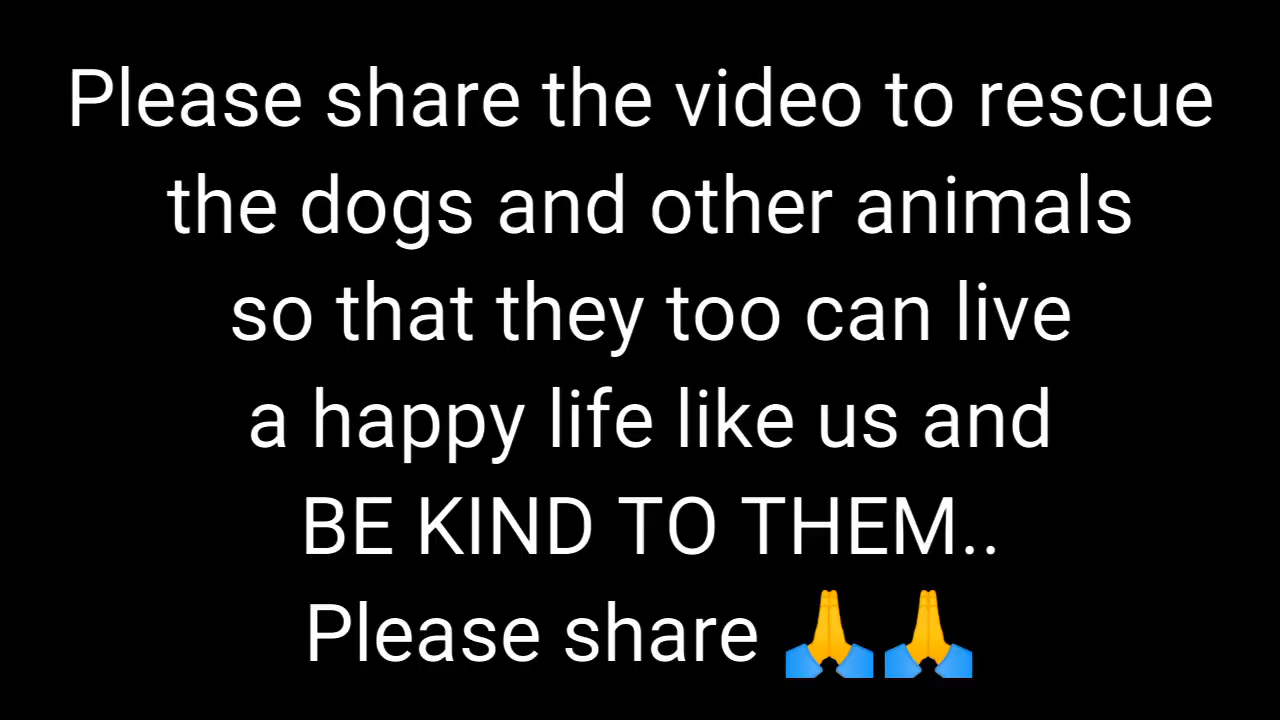 Please share the video to rescue
the dogs and other animals
so that they too can live
a happy life like us and
BE KIND TO THEM..
Please share 🙏🙏